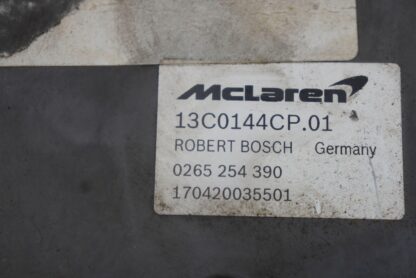 McLaren
13C0144CP.01
ROBERT BOSCH Germany
0265 254 390
170420035501